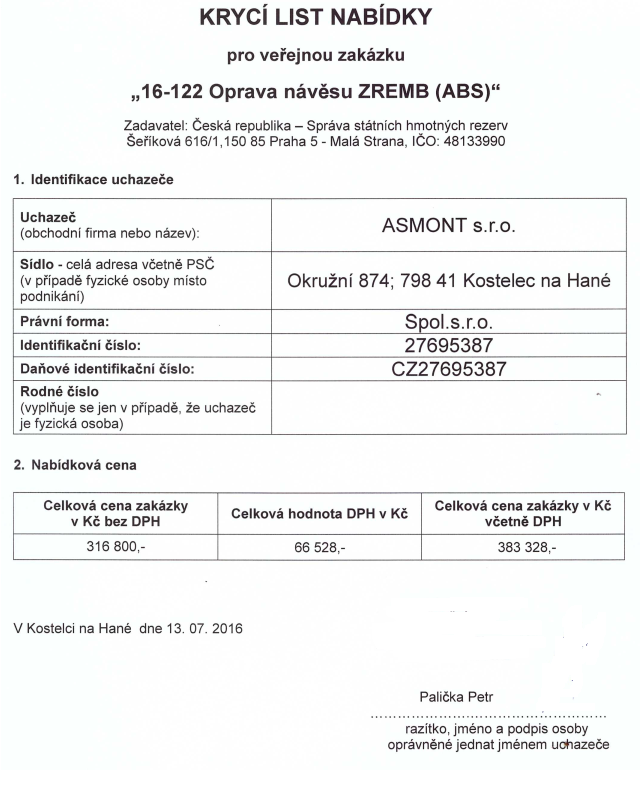 KRYCÍ LIST NABÍDKY
pro veřejnou zakázku
„16-122 Oprava návěsu ZREMB (ABS)“
Zadavatel: Česká republika – Správa státních hmotných rezerv
Šeříková 616/1,150 85 Praha 5 - Malá Strana, IČO: 48133990
1. Identifikace uchazeče
Uchazeč
(obchodní firma nebo název):
ASMONT s.r.o.
Sídlo - celá adresa včetně PSČ
(v případě fyzické osoby místo
podnikání)
Okružní 874; 798 41 Kostelec na Hané
Právní forma:
Spol.s.r.o.
Identifikační číslo:
27695387
Daňové identifikační číslo:
CZ27695387
Rodné číslo
(vyplňuje se jen v případě, že uchazeč
je fyzická osoba)
2. Nabídková cena
Celková cena zakázky
v Kč bez DPH
Celková hodnota DPH v Kč
Celková cena zakázky v Kč
včetně DPH
316 800,-
66 528,-
383 328,-
V Kostelci na Hané dne 13. 07. 2016
Palička Petr
razítko, jméno a podpis osoby
oprávněné jednat jménem uchazeče